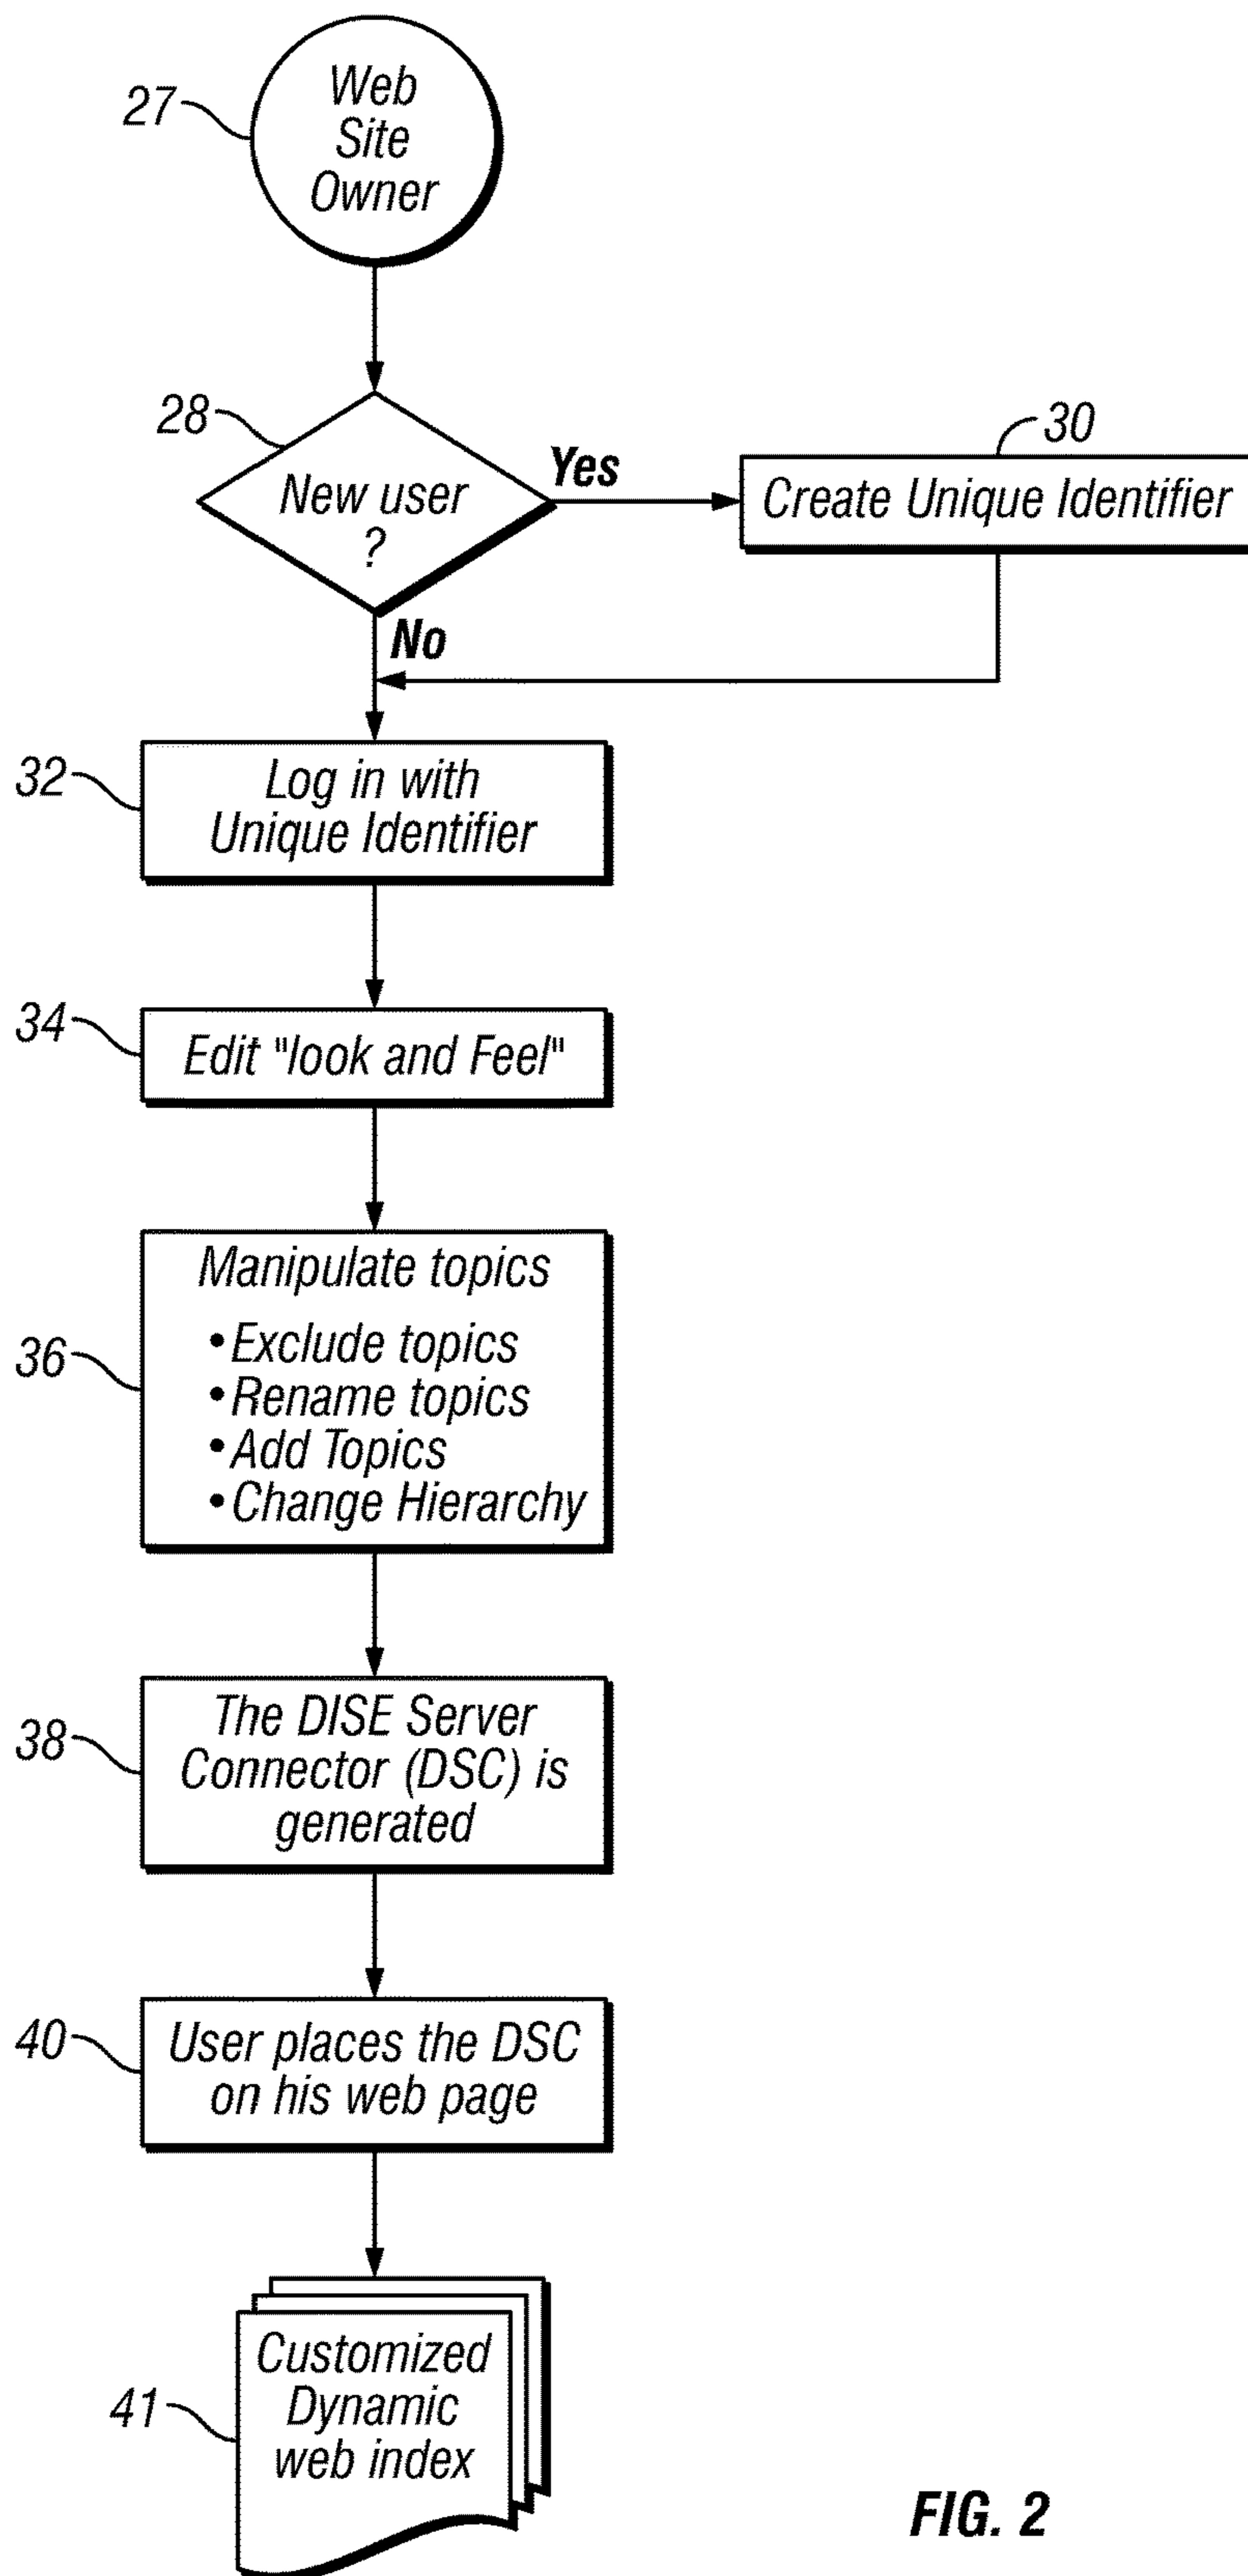 27
Web
Site
Owner
28
New user
?
Yes
30
Create Unique Identifier
No
32
Log in with
Unique Identifier
34
Edit "look and Feel"
36
Manipulate topics
•Exclude topics
•Rename topics
•Add Topics
•Change Hierarchy
38
The DISE Server
Connector (DSC) is
generated
40
User places the DSC
on his web page
41
Customized
Dynamic
web index
FIG. 2